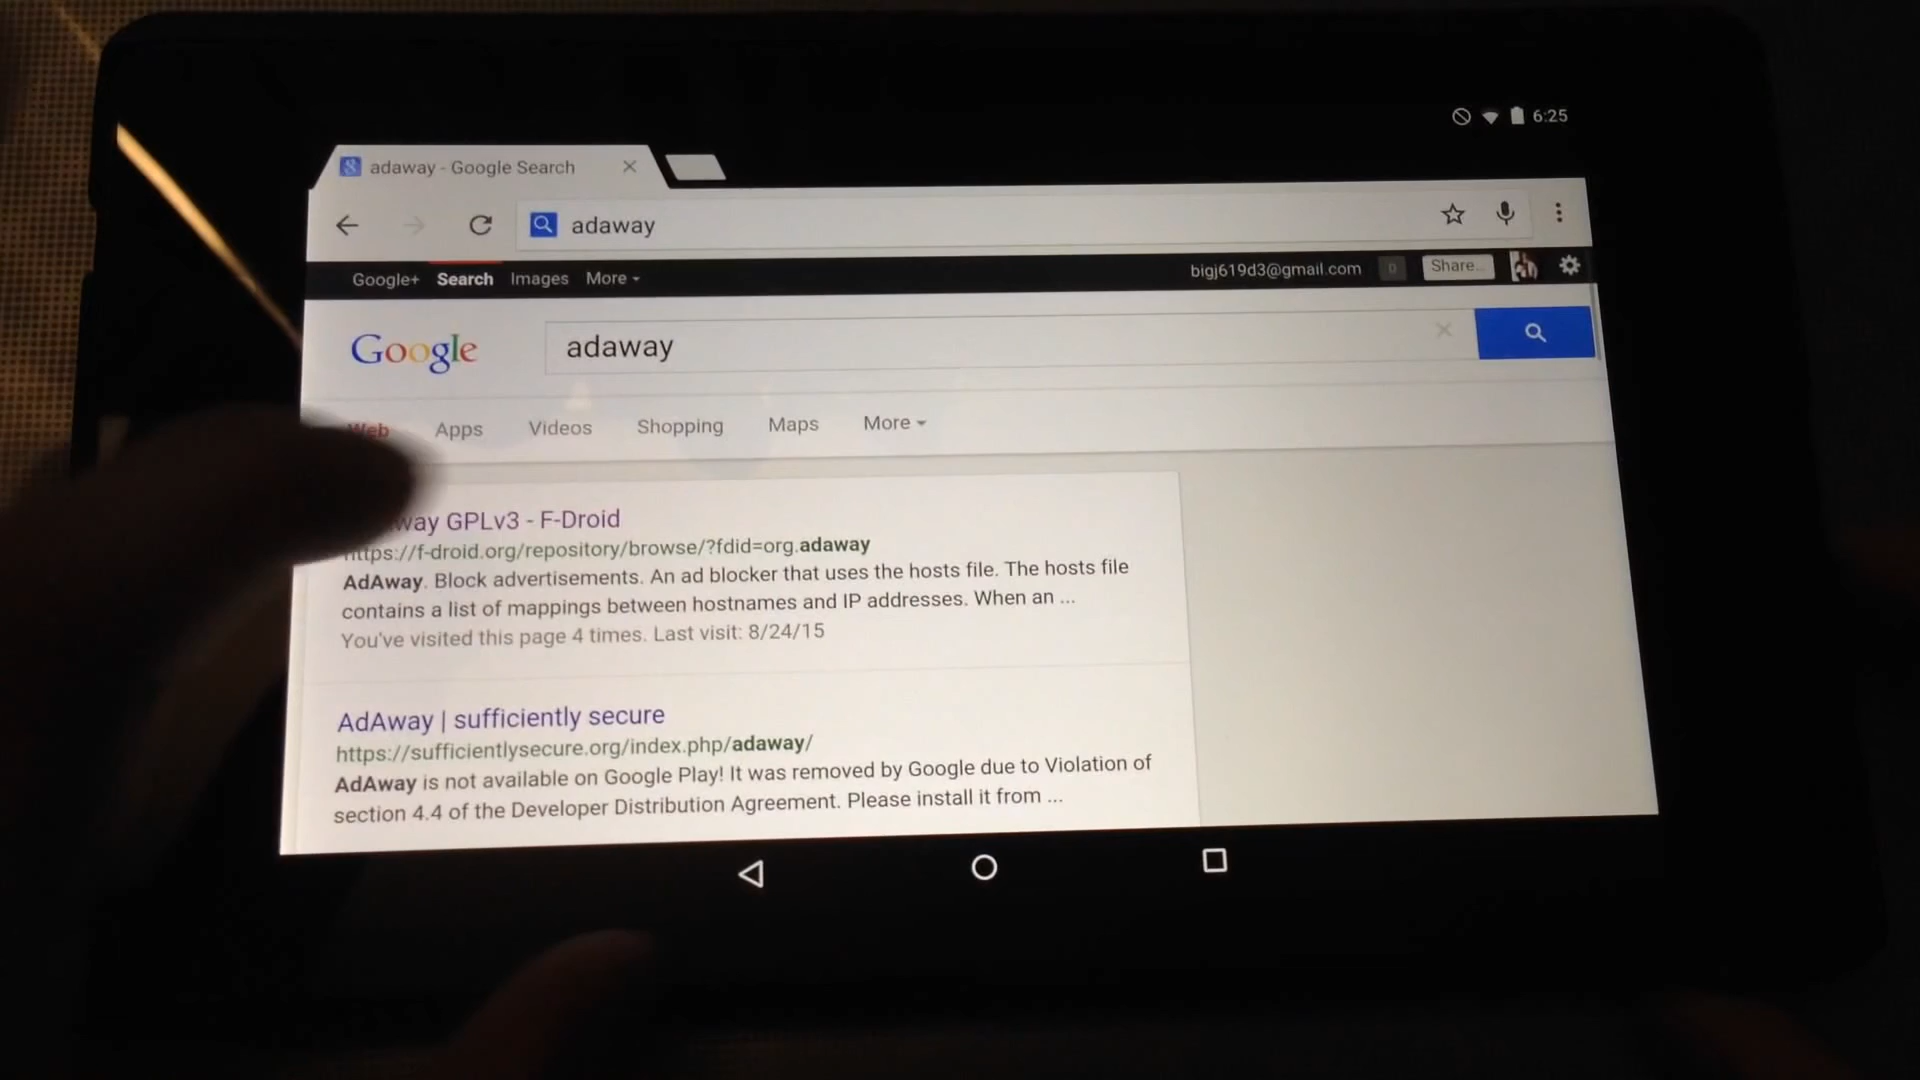 6:25
adaway - Google Search
adaway
Google+ Search Images More
bigj619d3@gmail.com 0 Share...
Google adaway
Web Apps Videos Shopping Maps More
GPLv3 - F-Droid
https://f-droid.org/repository/browse/?fdid=org.adaway
AdAway. Block advertisements. An ad blocker that uses the hosts file. The hosts file
contains a list of mappings between hostnames and IP addresses. When an ...
You've visited this page 4 times. Last visit: 8/24/15
AdAway | sufficiently secure
https://sufficientlysecure.org/index.php/adaway/
AdAway is not available on Google Play! It was removed by Google due to Violation of
section 4.4 of the Developer Distribution Agreement. Please install it from ...